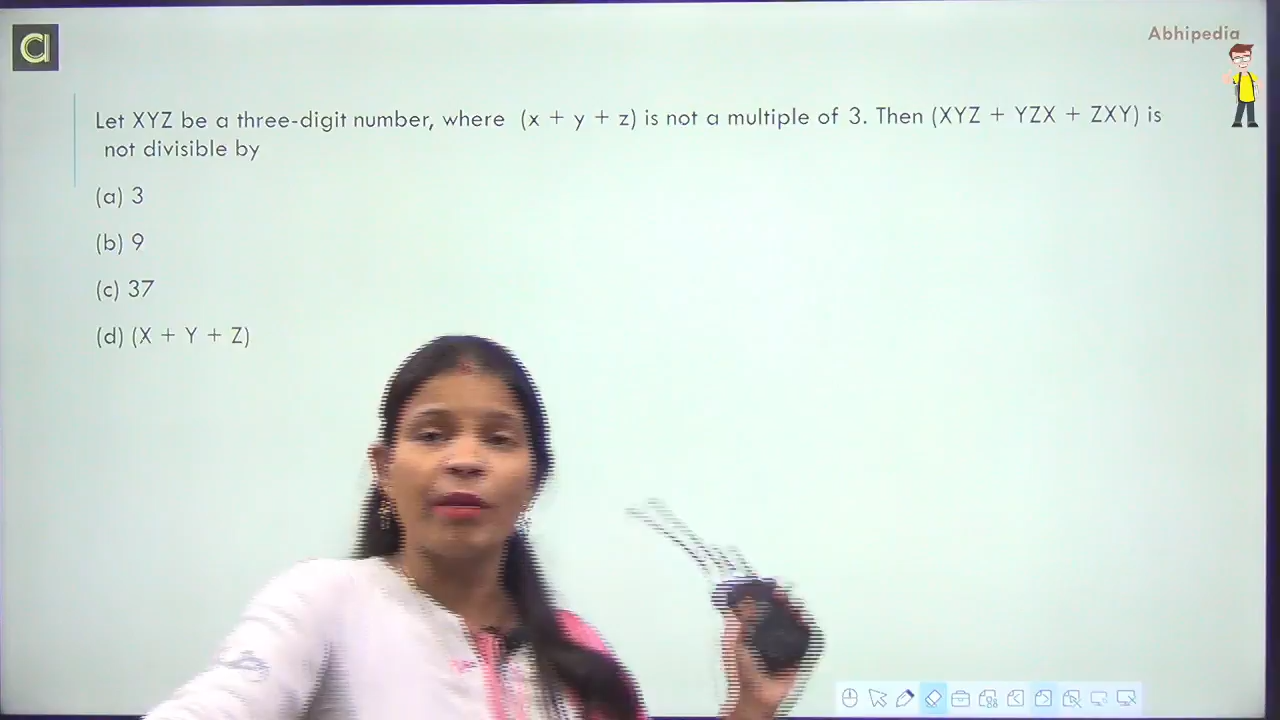 Abhipedia
Let XYZ be a three-digit number, where (x + y + z) is not a multiple of 3. Then (XYZ + YZX + ZXY) is
not divisible by
(a) 3
(b) 9
(c) 37
(d) (X + Y + Z)